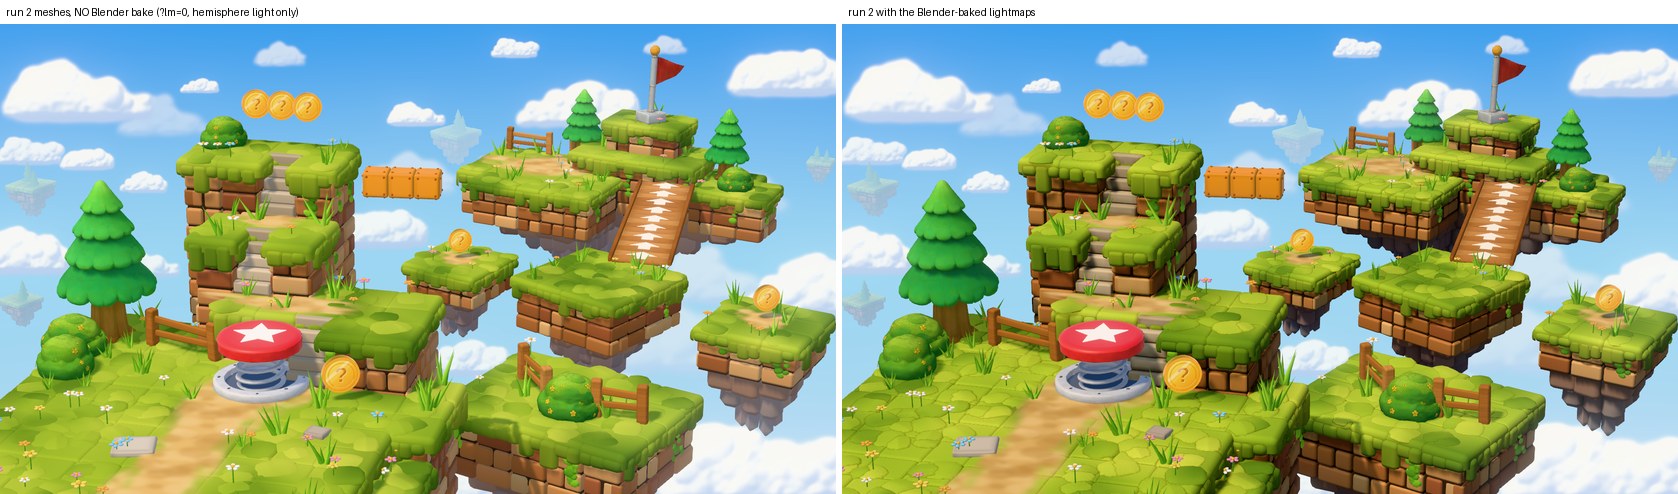 run 2 meshes, NO Blender bake (?lm=0, hemisphere light only)
run 2 with the Blender-baked lightmaps
? ? ?
?
?
?
? ? ?
?
?
?